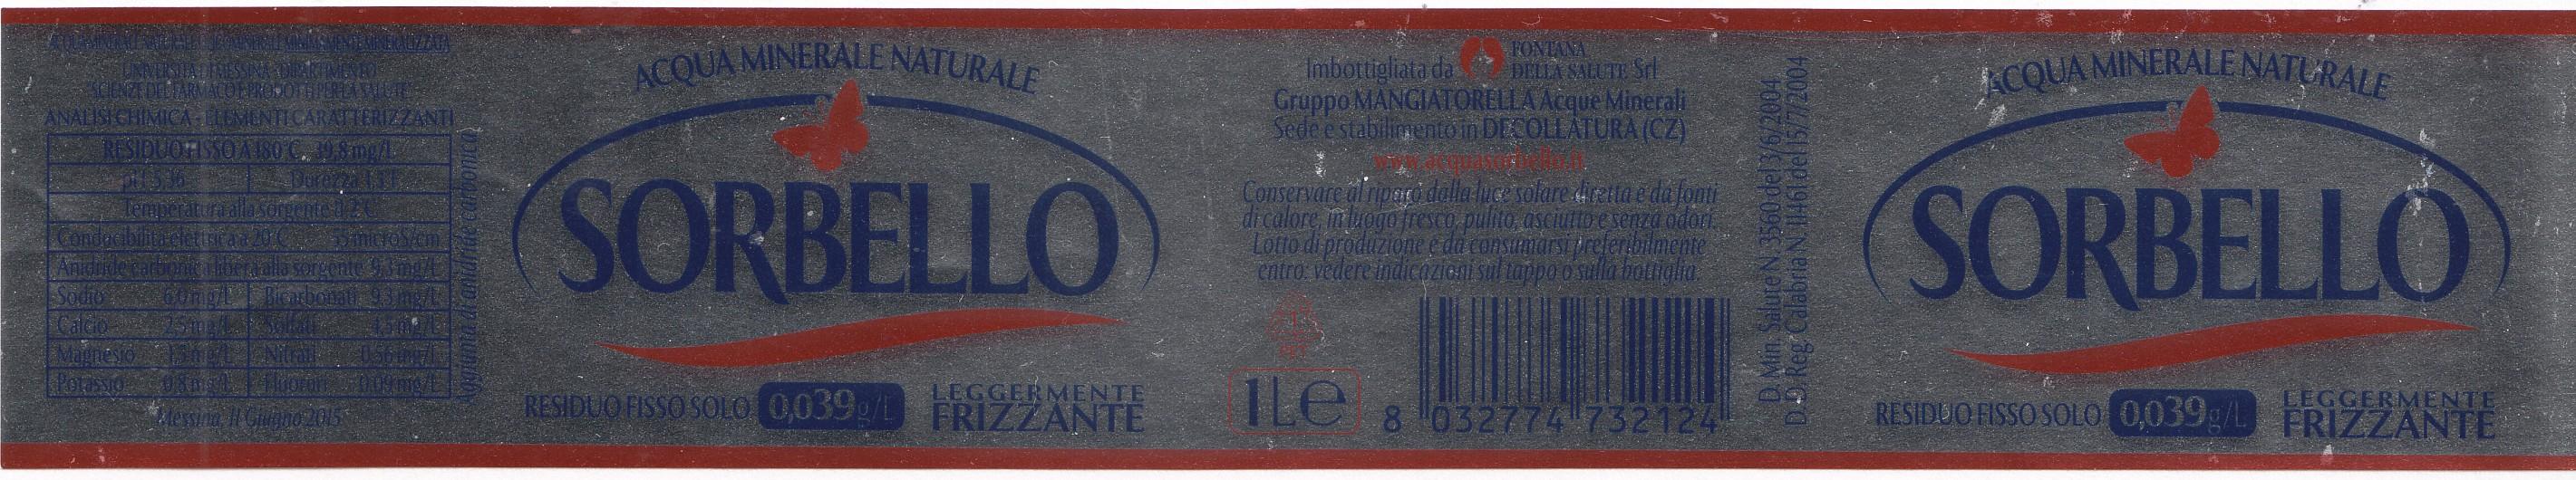 ACQUA MINERALE NATURALE OLIGOMINERALE MINIMAMENTE MINERALIZZATA
UNIVERSITÀ DI MESSINA - DIPARTIMENTO
"SCIENZE DEL FARMACO E PRODOTTI PER LA SALUTE"
ANALISI CHIMICA - ELEMENTI CARATTERIZZANTI
RESIDUO FISSO A 180°C 39,8 mg/L
pH 5,16 Durezza 1,3°F
Temperatura alla sorgente 8,2°C
Conducibilità elettrica a 20°C 55 microS/cm
Anidride carbonica libera alla sorgente 9,3 mg/L
Sodio 6,0 mg/L Bicarbonati 9,3 mg/L
Calcio 2,5 mg/L Solfati 4,5 mg/L
Magnesio 1,5 mg/L Nitrati 0,56 mg/L
Potassio 0,8 mg/L Fluoruri 0,09 mg/L
Messina, 11 Giugno 2015
Aggiunta di anidride carbonica
ACQUA MINERALE NATURALE
SORBELLO
RESIDUO FISSO SOLO 0,039 g/L
LEGGERMENTE
FRIZZANTE
Imbottigliata da FONTANA
DELLA SALUTE Srl
Gruppo MANGIATORELLA Acque Minerali
Sede e stabilimento in DECOLLATURA (CZ)
www.acquasorbello.it
Conservare al riparo dalla luce solare diretta e da fonti
di calore, in luogo fresco, pulito, asciutto e senza odori.
Lotto di produzione e da consumarsi preferibilmente
entro: vedere indicazioni sul tappo o sulla bottiglia.
1L e
8 032774 732124
D. Min. Salute N. 3560 del 3/6/2004
D. D. Reg. Calabria N 11461 del 15/7/2004
ACQUA MINERALE NATURALE
SORBELLO
RESIDUO FISSO SOLO 0,039 g/L
LEGGERMENTE
FRIZZANTE